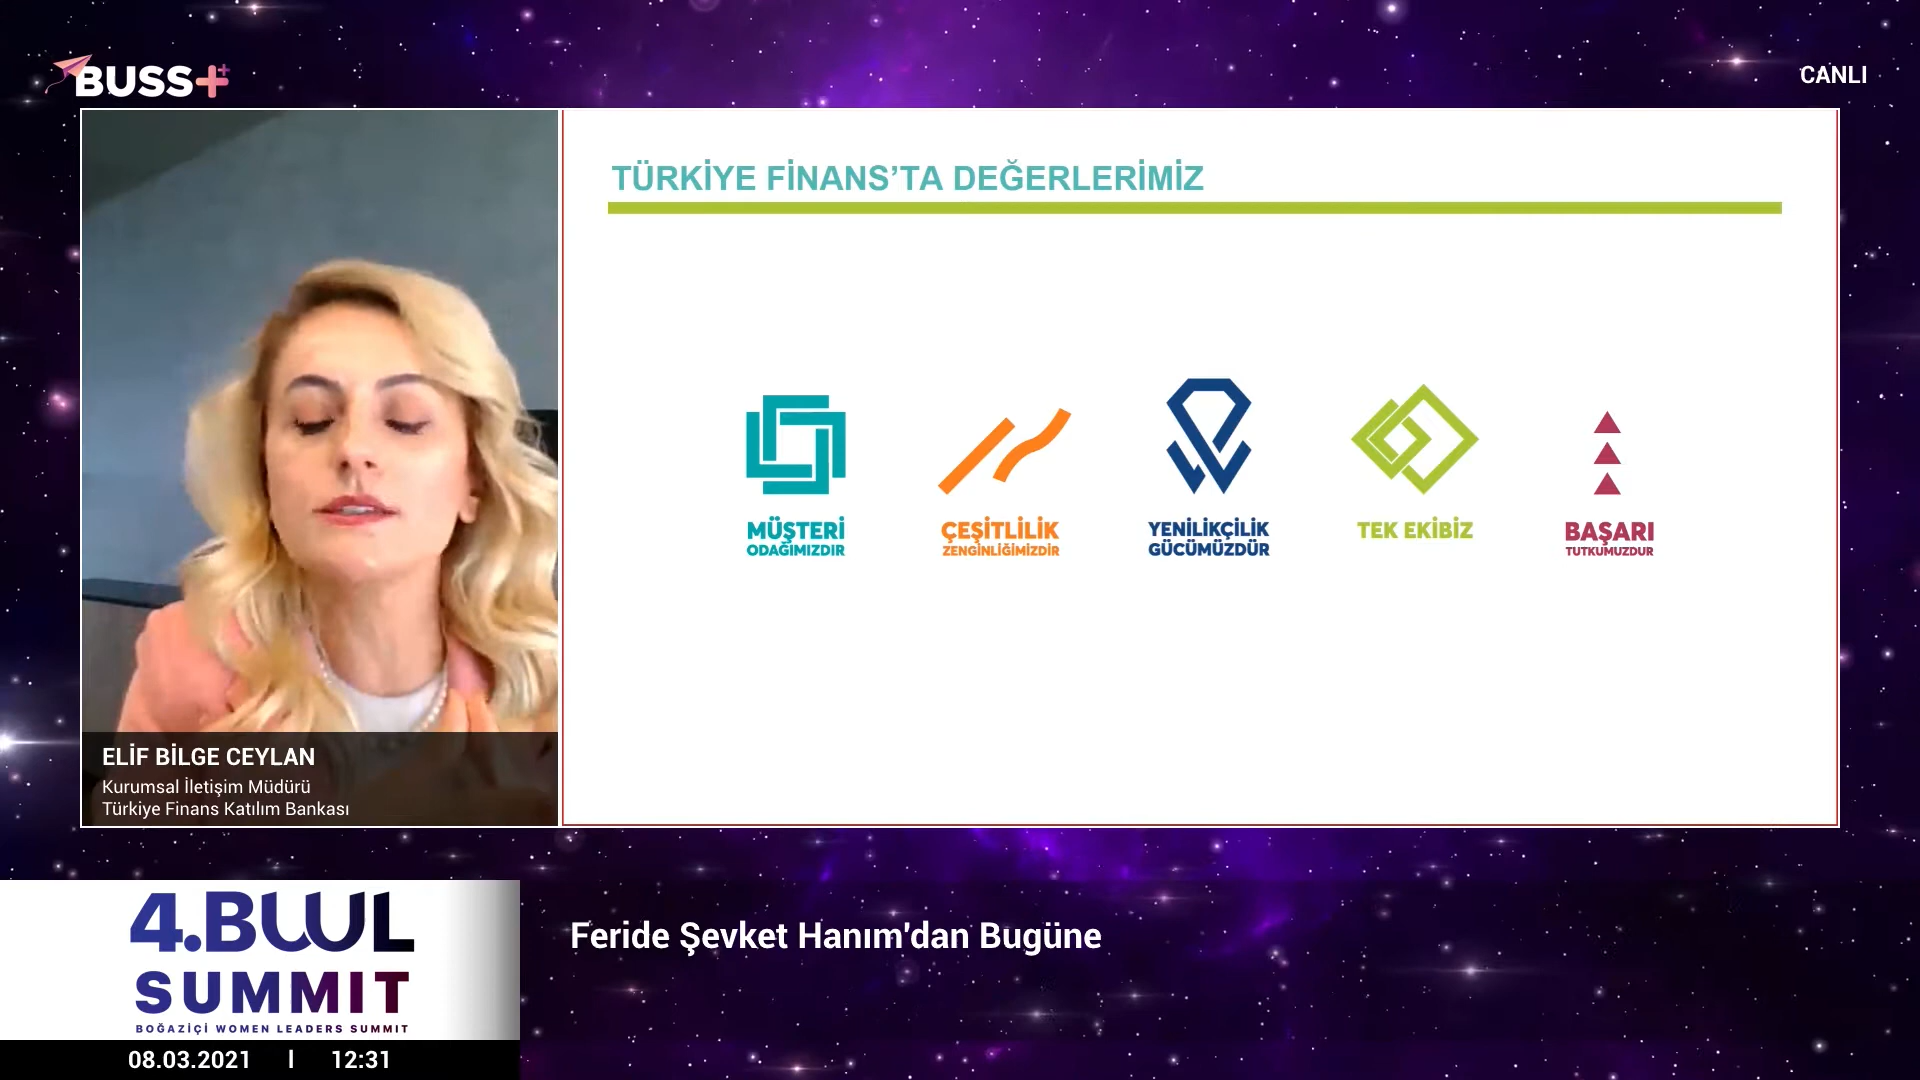 BUSS++
CANLI
TÜRKİYE FİNANS’TA DEĞERLERİMİZ
MÜŞTERİ
ODAĞIMIZDIR
ÇEŞİTLİLİK
ZENGİNLİĞİMİZDİR
YENİLİKÇİLİK
GÜCÜMÜZDÜR
TEK EKİBİZ
BAŞARI
TUTKUMUZDUR
ELİF BİLGE CEYLAN
Kurumsal İletişim Müdürü
Türkiye Finans Katılım Bankası
4.BWL
SUMMIT
BOĞAZİÇİ WOMEN LEADERS SUMMIT
Feride Şevket Hanım'dan Bugüne
08.03.2021 | 12:31